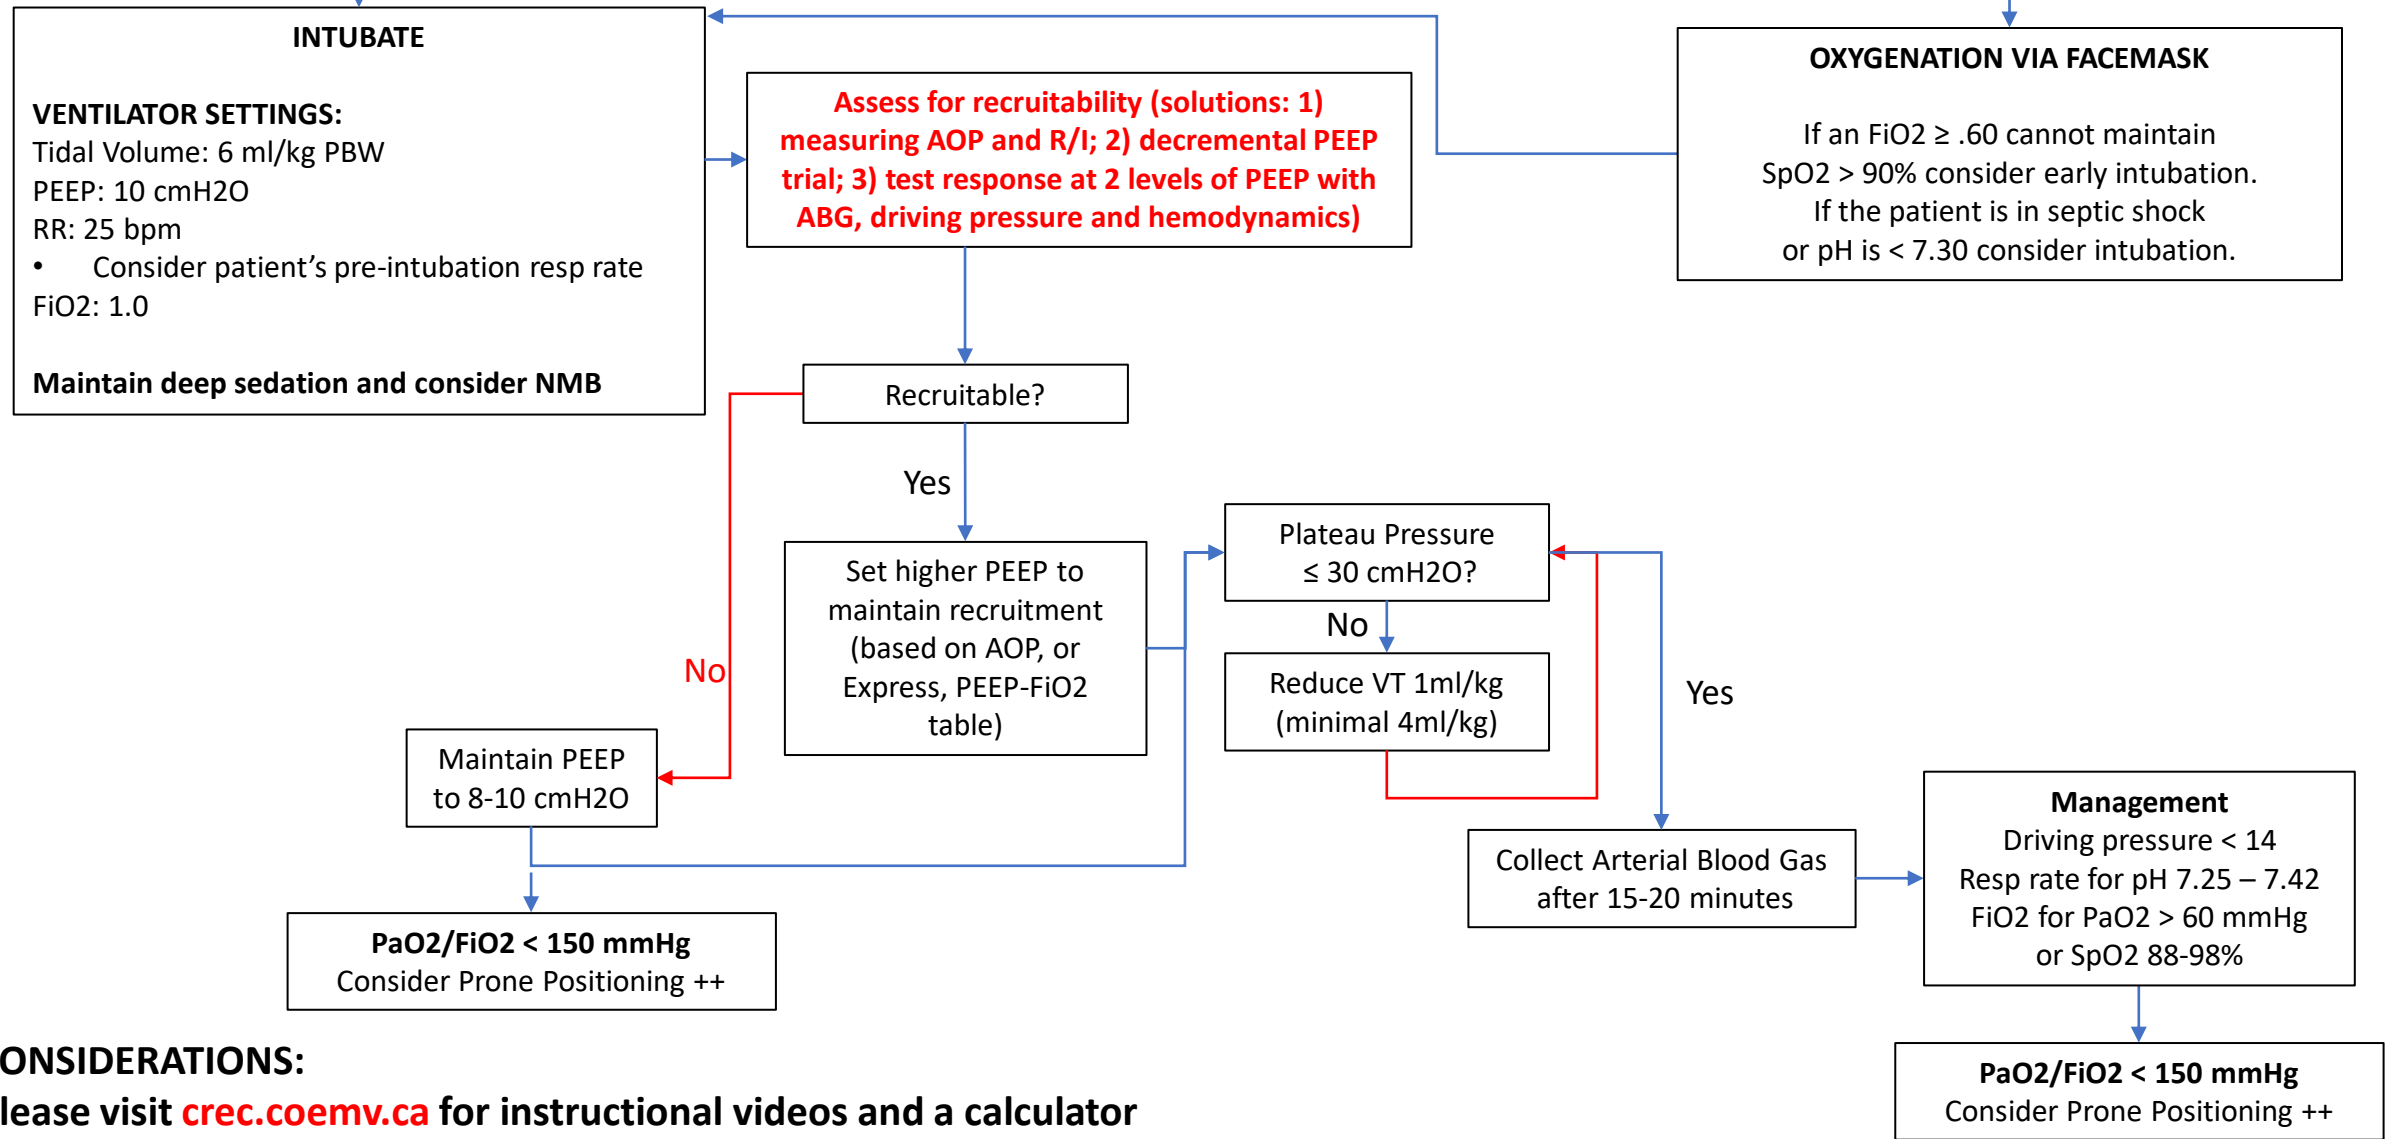 INTUBATE
VENTILATOR SETTINGS:
Tidal Volume: 6 ml/kg PBW
PEEP: 10 cmH2O
RR: 25 bpm
• Consider patient’s pre-intubation resp rate
FiO2: 1.0
Maintain deep sedation and consider NMB
Assess for recruitability (solutions: 1)
measuring AOP and R/I; 2) decremental PEEP
trial; 3) test response at 2 levels of PEEP with
ABG, driving pressure and hemodynamics)
OXYGENATION VIA FACEMASK
If an FiO2 ≥ .60 cannot maintain
SpO2 > 90% consider early intubation.
If the patient is in septic shock
or pH is < 7.30 consider intubation.
Recruitable?
Yes
No
Set higher PEEP to
maintain recruitment
(based on AOP, or
Express, PEEP-FiO2
table)
Plateau Pressure
≤ 30 cmH2O?
No
Reduce VT 1ml/kg
(minimal 4ml/kg)
Yes
Maintain PEEP
to 8-10 cmH2O
PaO2/FiO2 < 150 mmHg
Consider Prone Positioning ++
Collect Arterial Blood Gas
after 15-20 minutes
Management
Driving pressure < 14
Resp rate for pH 7.25 – 7.42
FiO2 for PaO2 > 60 mmHg
or SpO2 88-98%
PaO2/FiO2 < 150 mmHg
Consider Prone Positioning ++
ONSIDERATIONS:
lease visit crec.coemv.ca for instructional videos and a calculator